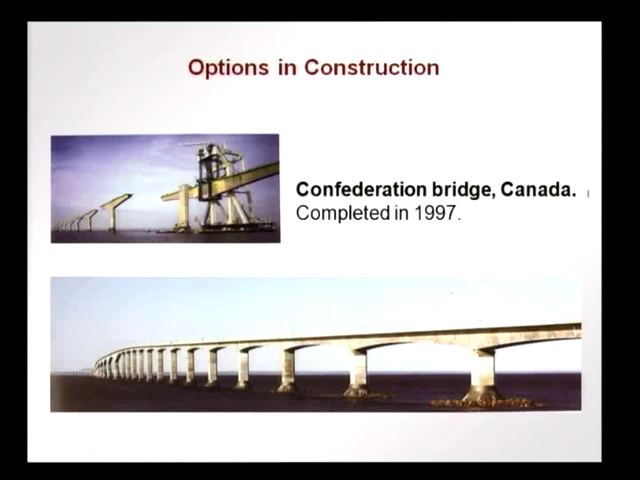 Options in Construction
Confederation bridge, Canada.
Completed in 1997.